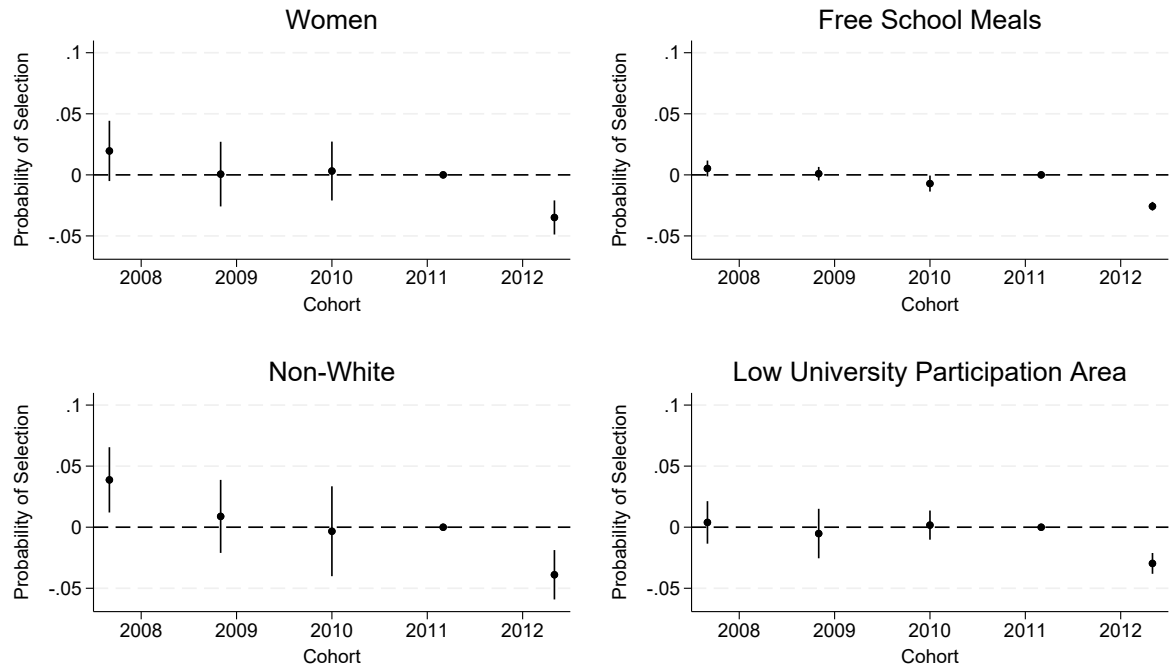 Women
Probability of Selection
.1
.05
0
-.05
2008 2009 2010 2011 2012
Cohort
Free School Meals
Probability of Selection
.1
.05
0
-.05
2008 2009 2010 2011 2012
Cohort
Non-White
Probability of Selection
.1
.05
0
-.05
2008 2009 2010 2011 2012
Cohort
Low University Participation Area
Probability of Selection
.1
.05
0
-.05
2008 2009 2010 2011 2012
Cohort